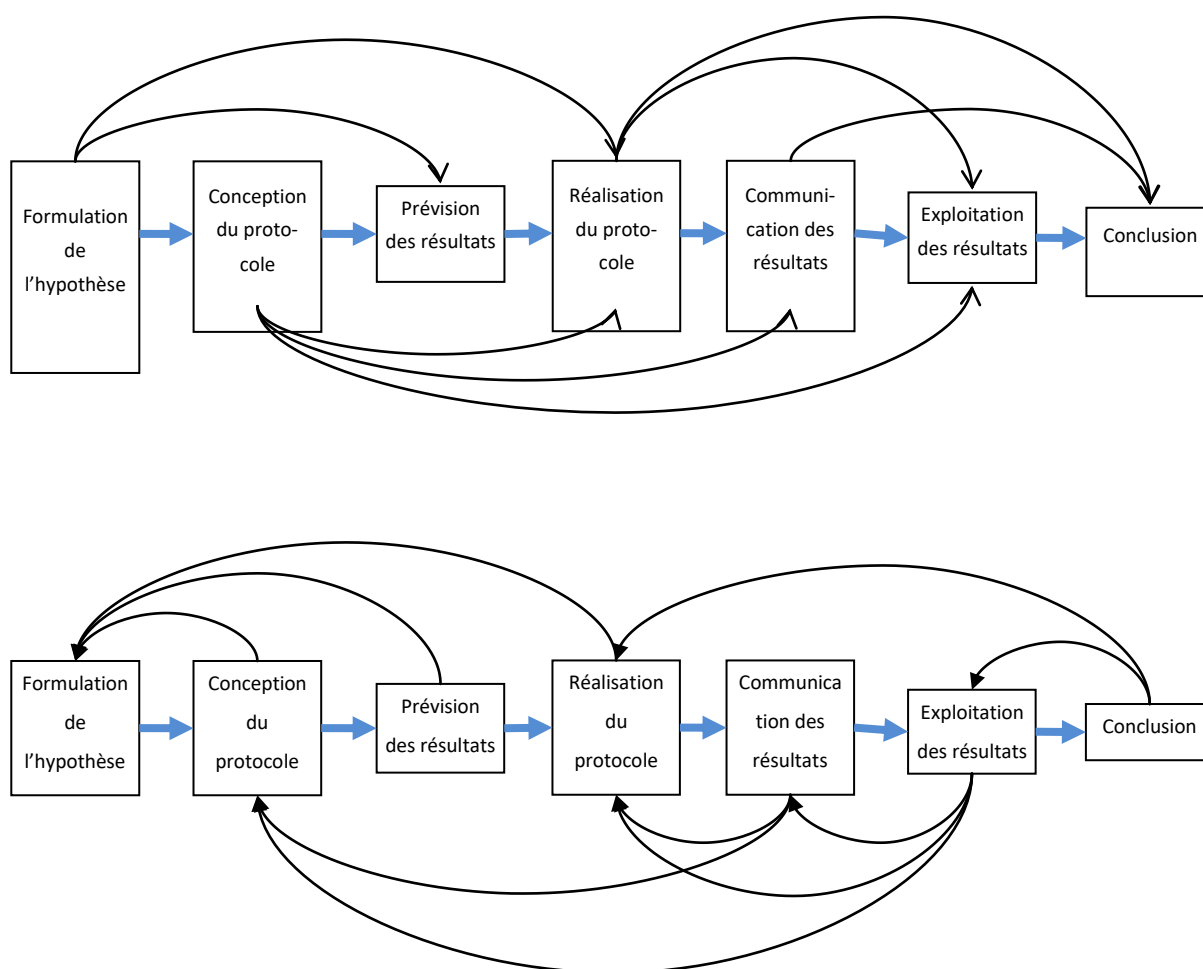 Formulation
de
l’hypothèse
Conception
du proto-
cole
Prévision
des résultats
Réalisation
du proto-
cole
Communi-
cation des
résultats
Exploitation
des résultats
Conclusion
Formulation
de
l’hypothèse
Conception
du
protocole
Prévision
des résultats
Réalisation
du
protocole
Communica
tion des
résultats
Exploitation
des résultats
Conclusion